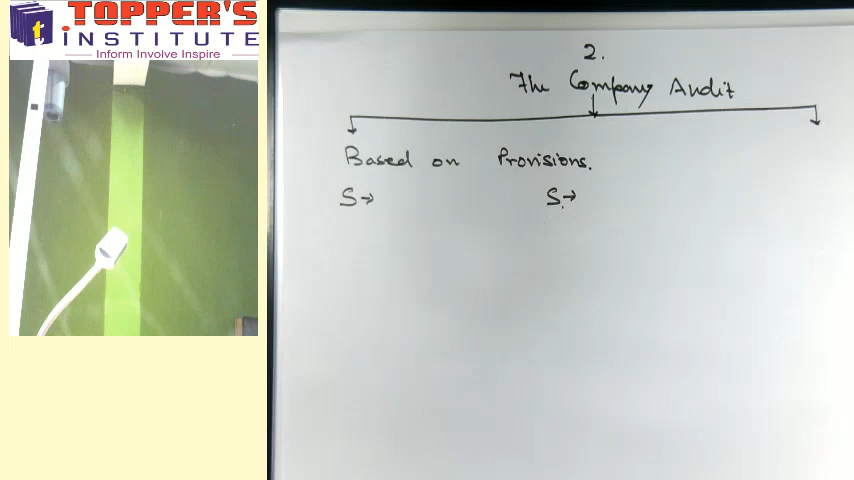 TOPPER'S
iNSTITUTE
Inform Involve Inspire
t
2.
The Company Audit
Based on Provisions.
S→ S.→